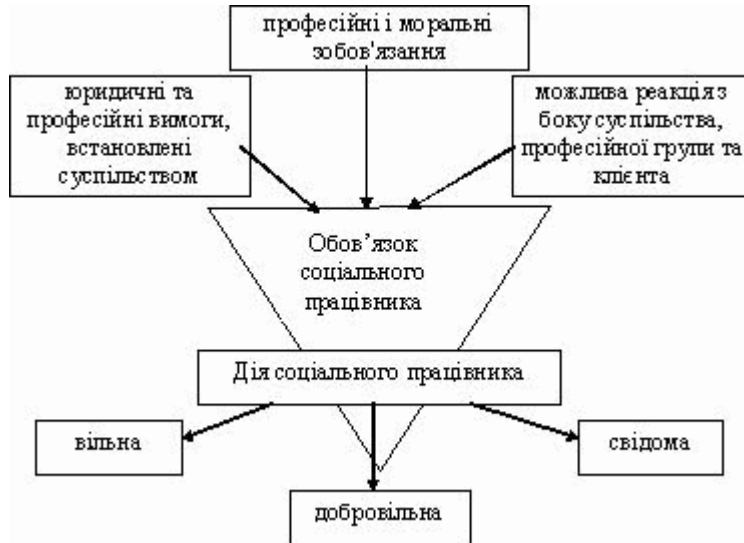 професійні і моральні
зобов'язання
юридичні та
професійні вимоги,
встановлені
суспільством
можлива реакція з
боку суспільства,
професійної групи та
клієнта
Обов’язок
соціального
працівника
Дія соціального працівника
вільна
свідома
добровільна